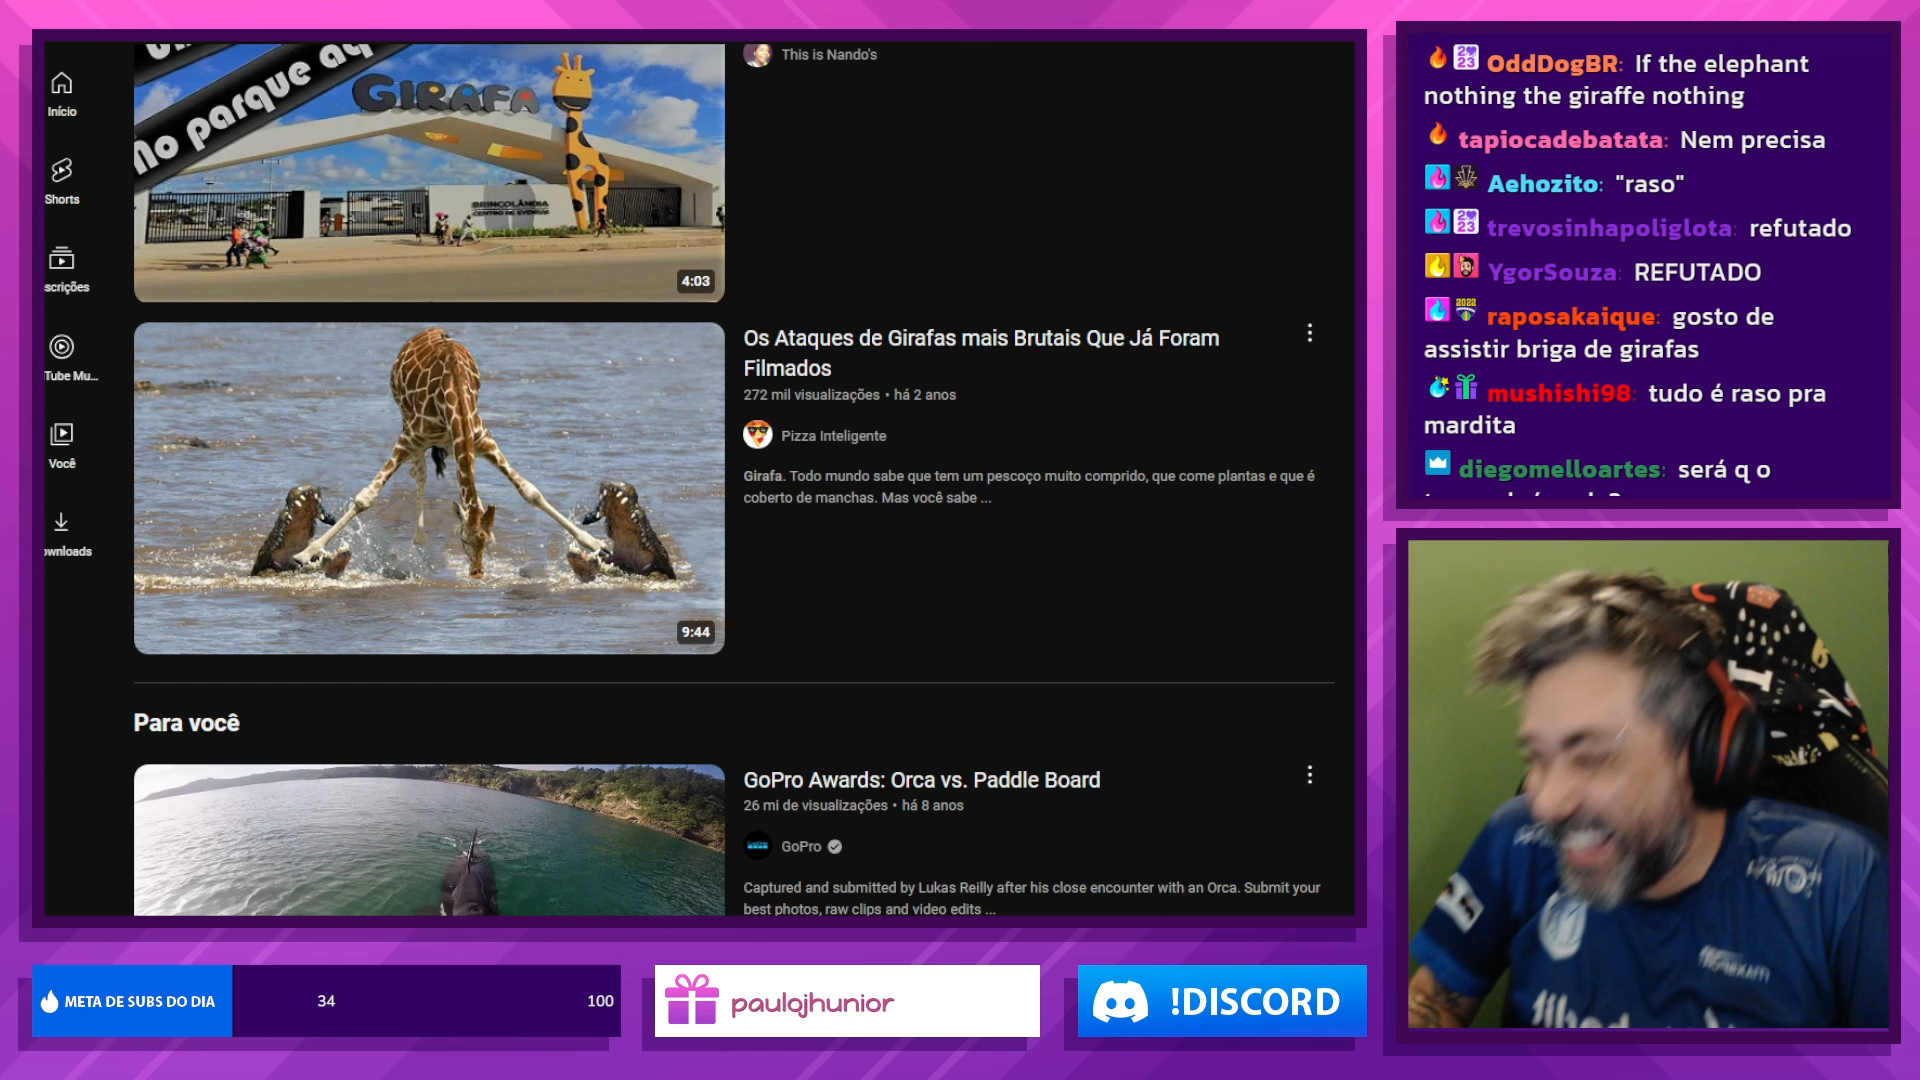 No parque aq
GIRAFA
BRINCOLÂNDIA
CENTRO DE EVENTOS
4:03
This is Nando's
Início
Shorts
scrições
Tube Mu...
Você
ownloads
Os Ataques de Girafas mais Brutais Que Já Foram
Filmados
272 mil visualizações • há 2 anos
Pizza Inteligente
Girafa. Todo mundo sabe que tem um pescoço muito comprido, que come plantas e que é
coberto de manchas. Mas você sabe ...
9:44
Para você
GoPro Awards: Orca vs. Paddle Board
26 mi de visualizações • há 8 anos
GoPro
Captured and submitted by Lukas Reilly after his close encounter with an Orca. Submit your
best photos, raw clips and video edits ...
OddDogBR: If the elephant
nothing the giraffe nothing
tapiocadebatata: Nem precisa
Aehozito: "raso"
trevosinhapoliglota: refutado
YgorSouza: REFUTADO
raposakaique: gosto de
assistir briga de girafas
mushishi98: tudo é raso pra
mardita
diegomelloartes: será q o
META DE SUBS DO DIA
34
100
paulojhunior
!DISCORD